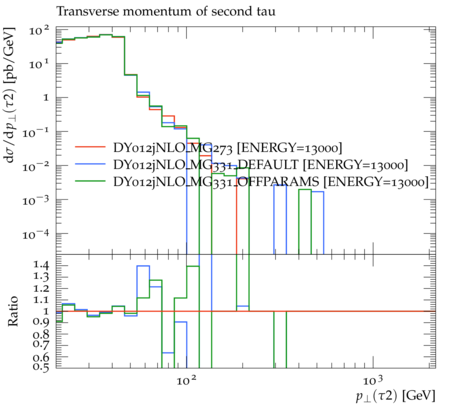 Transverse momentum of second tau
dσ/dp⊥(τ2) [pb/GeV]
10²
10¹
1
10⁻¹
10⁻²
10⁻³
10⁻⁴
DY012jNLO_MG273 [ENERGY=13000]
DY012jNLO_MG331_DEFAULT [ENERGY=13000]
DY012jNLO_MG331_OFFPARAMS [ENERGY=13000]
Ratio
1.4
1.3
1.2
1.1
1
0.9
0.8
0.7
0.6
0.5
10²
10³
p⊥(τ2) [GeV]